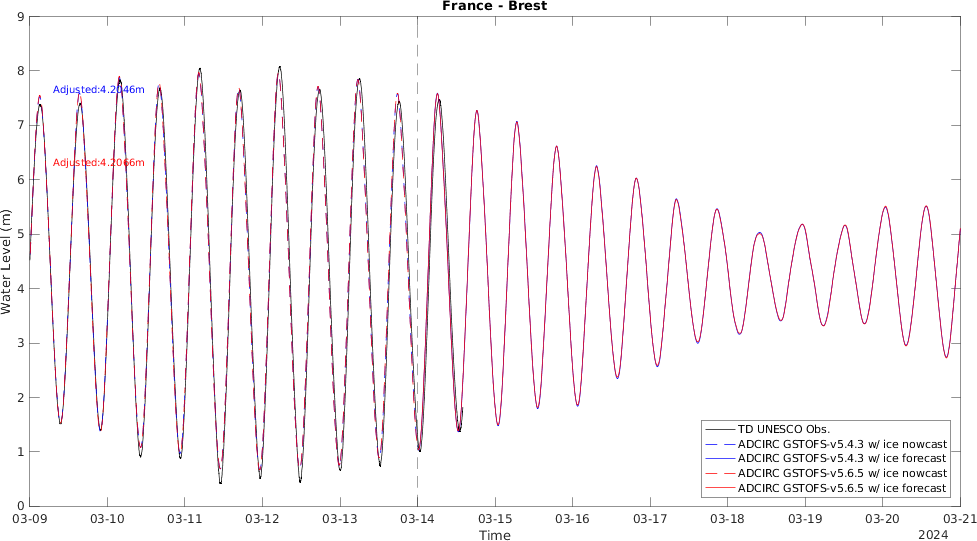 France - Brest
9
8
7
6
5
4
3
2
1
0
Water Level (m)
Adjusted:4.2046m
Adjusted:4.2066m
TD UNESCO Obs.
ADCIRC GSTOFS-v5.4.3 w/ ice nowcast
ADCIRC GSTOFS-v5.4.3 w/ ice forecast
ADCIRC GSTOFS-v5.6.5 w/ ice nowcast
ADCIRC GSTOFS-v5.6.5 w/ ice forecast
03-09 03-10 03-11 03-12 03-13 03-14 03-15 03-16 03-17 03-18 03-19 03-20 03-21
Time
2024